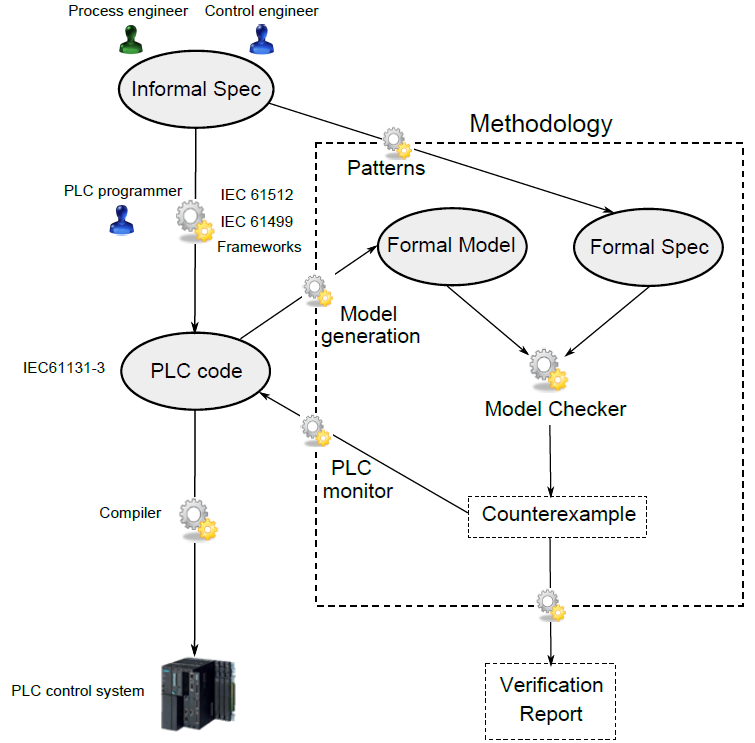 Process engineer
Control engineer
Informal Spec
Methodology
Patterns
PLC programmer
IEC 61512
IEC 61499
Frameworks
Formal Model
Formal Spec
Model
generation
IEC61131-3
PLC code
Model Checker
PLC
monitor
Compiler
Counterexample
PLC control system
Verification
Report